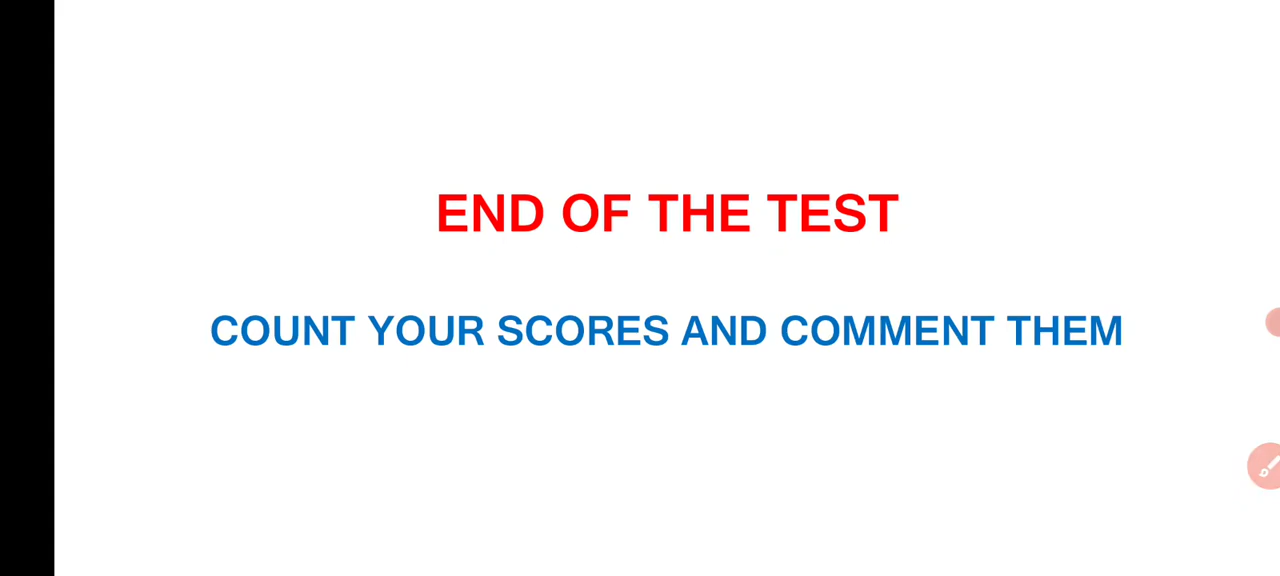 END OF THE TEST
COUNT YOUR SCORES AND COMMENT THEM